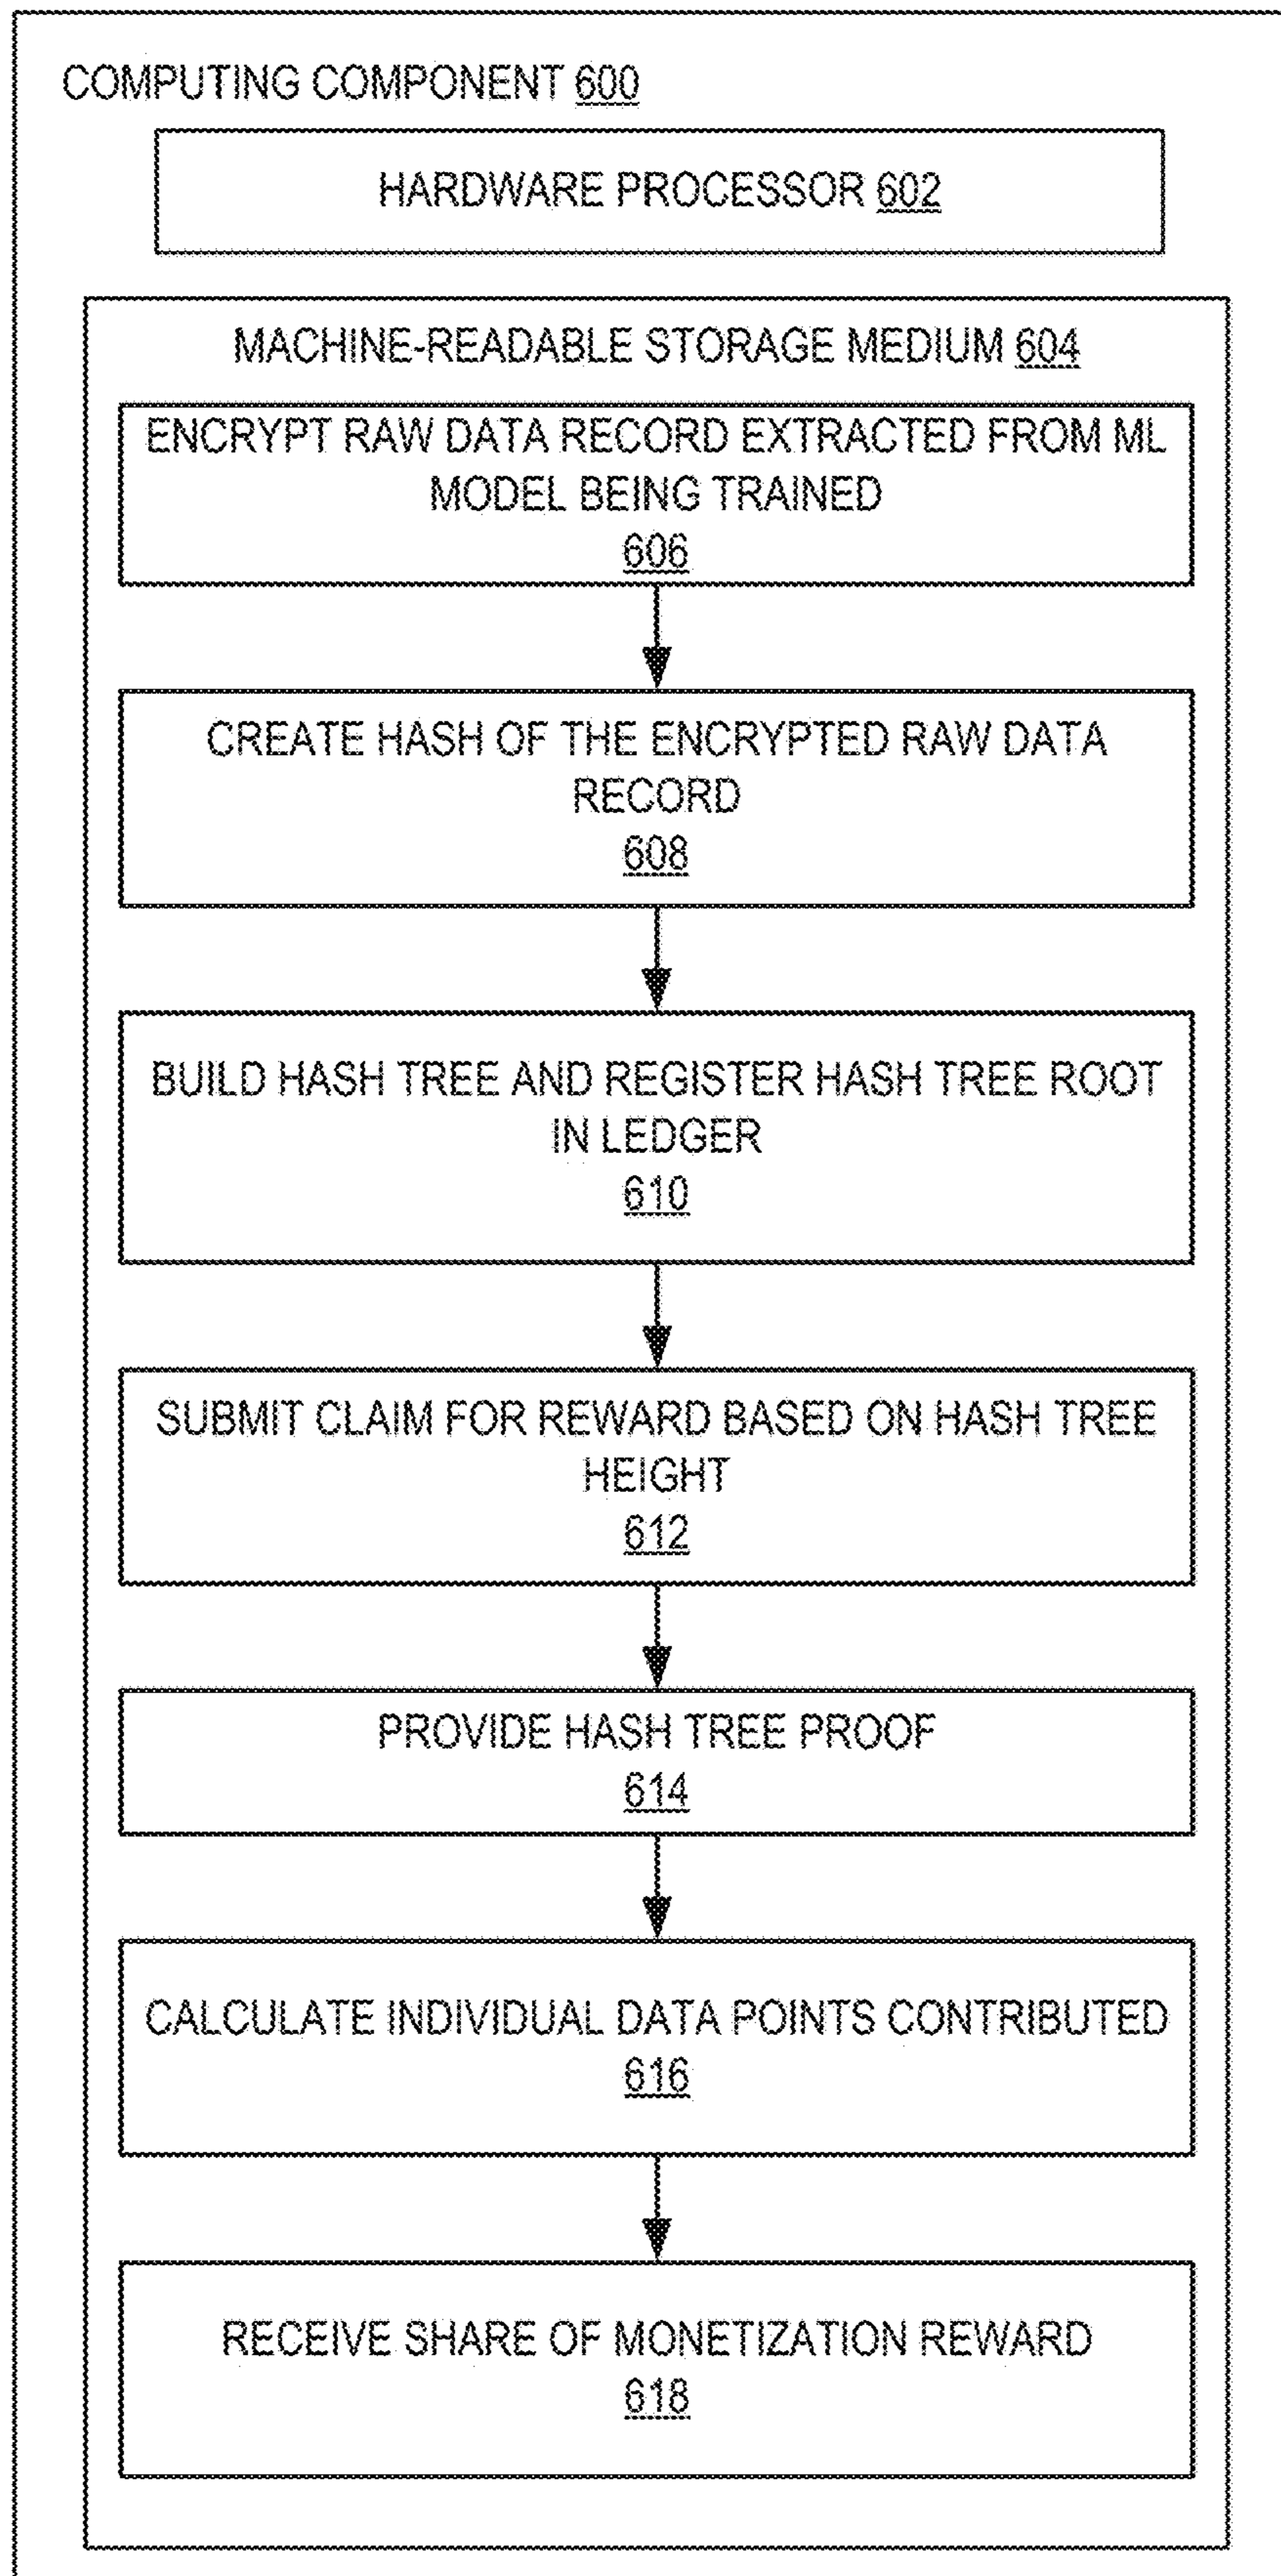 COMPUTING COMPONENT 600
HARDWARE PROCESSOR 602
MACHINE-READABLE STORAGE MEDIUM 604
ENCRYPT RAW DATA RECORD EXTRACTED FROM ML
MODEL BEING TRAINED
606
CREATE HASH OF THE ENCRYPTED RAW DATA
RECORD
608
BUILD HASH TREE AND REGISTER HASH TREE ROOT
IN LEDGER
610
SUBMIT CLAIM FOR REWARD BASED ON HASH TREE
HEIGHT
612
PROVIDE HASH TREE PROOF
614
CALCULATE INDIVIDUAL DATA POINTS CONTRIBUTED
616
RECEIVE SHARE OF MONETIZATION REWARD
618